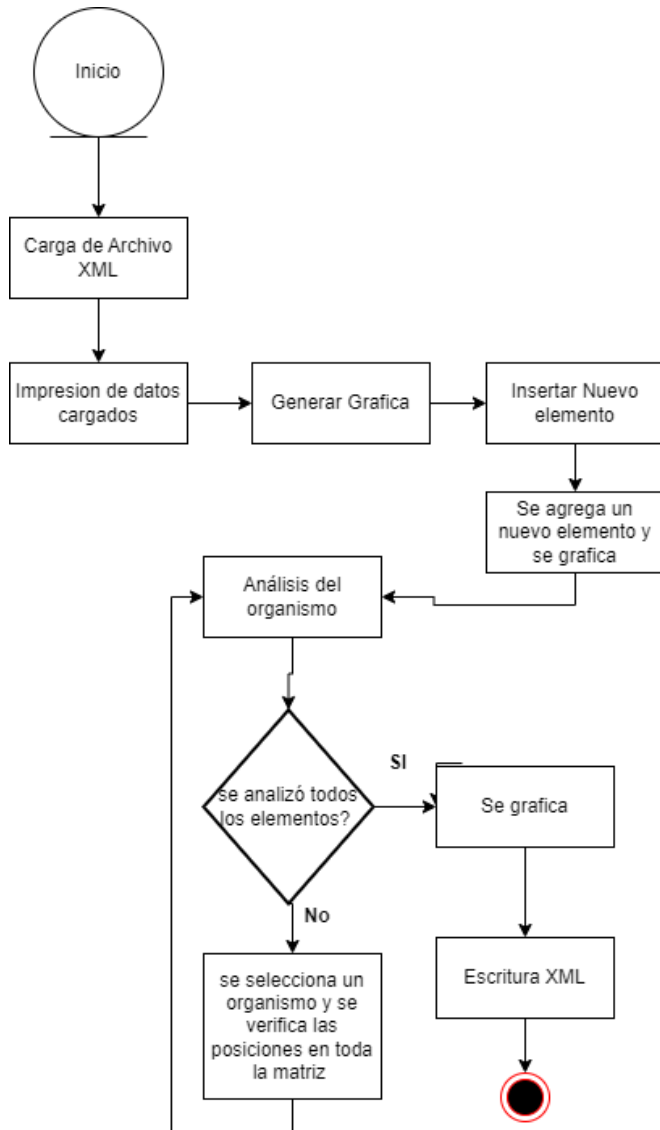 Inicio
Carga de Archivo
XML
Impresion de datos
cargados
Generar Grafica
Insertar Nuevo
elemento
Se agrega un
nuevo elemento y
se grafica
Análisis del
organismo
se analizó todos
los elementos?
SI
Se grafica
No
se selecciona un
organismo y se
verifica las
posiciones en toda
la matriz
Escritura XML